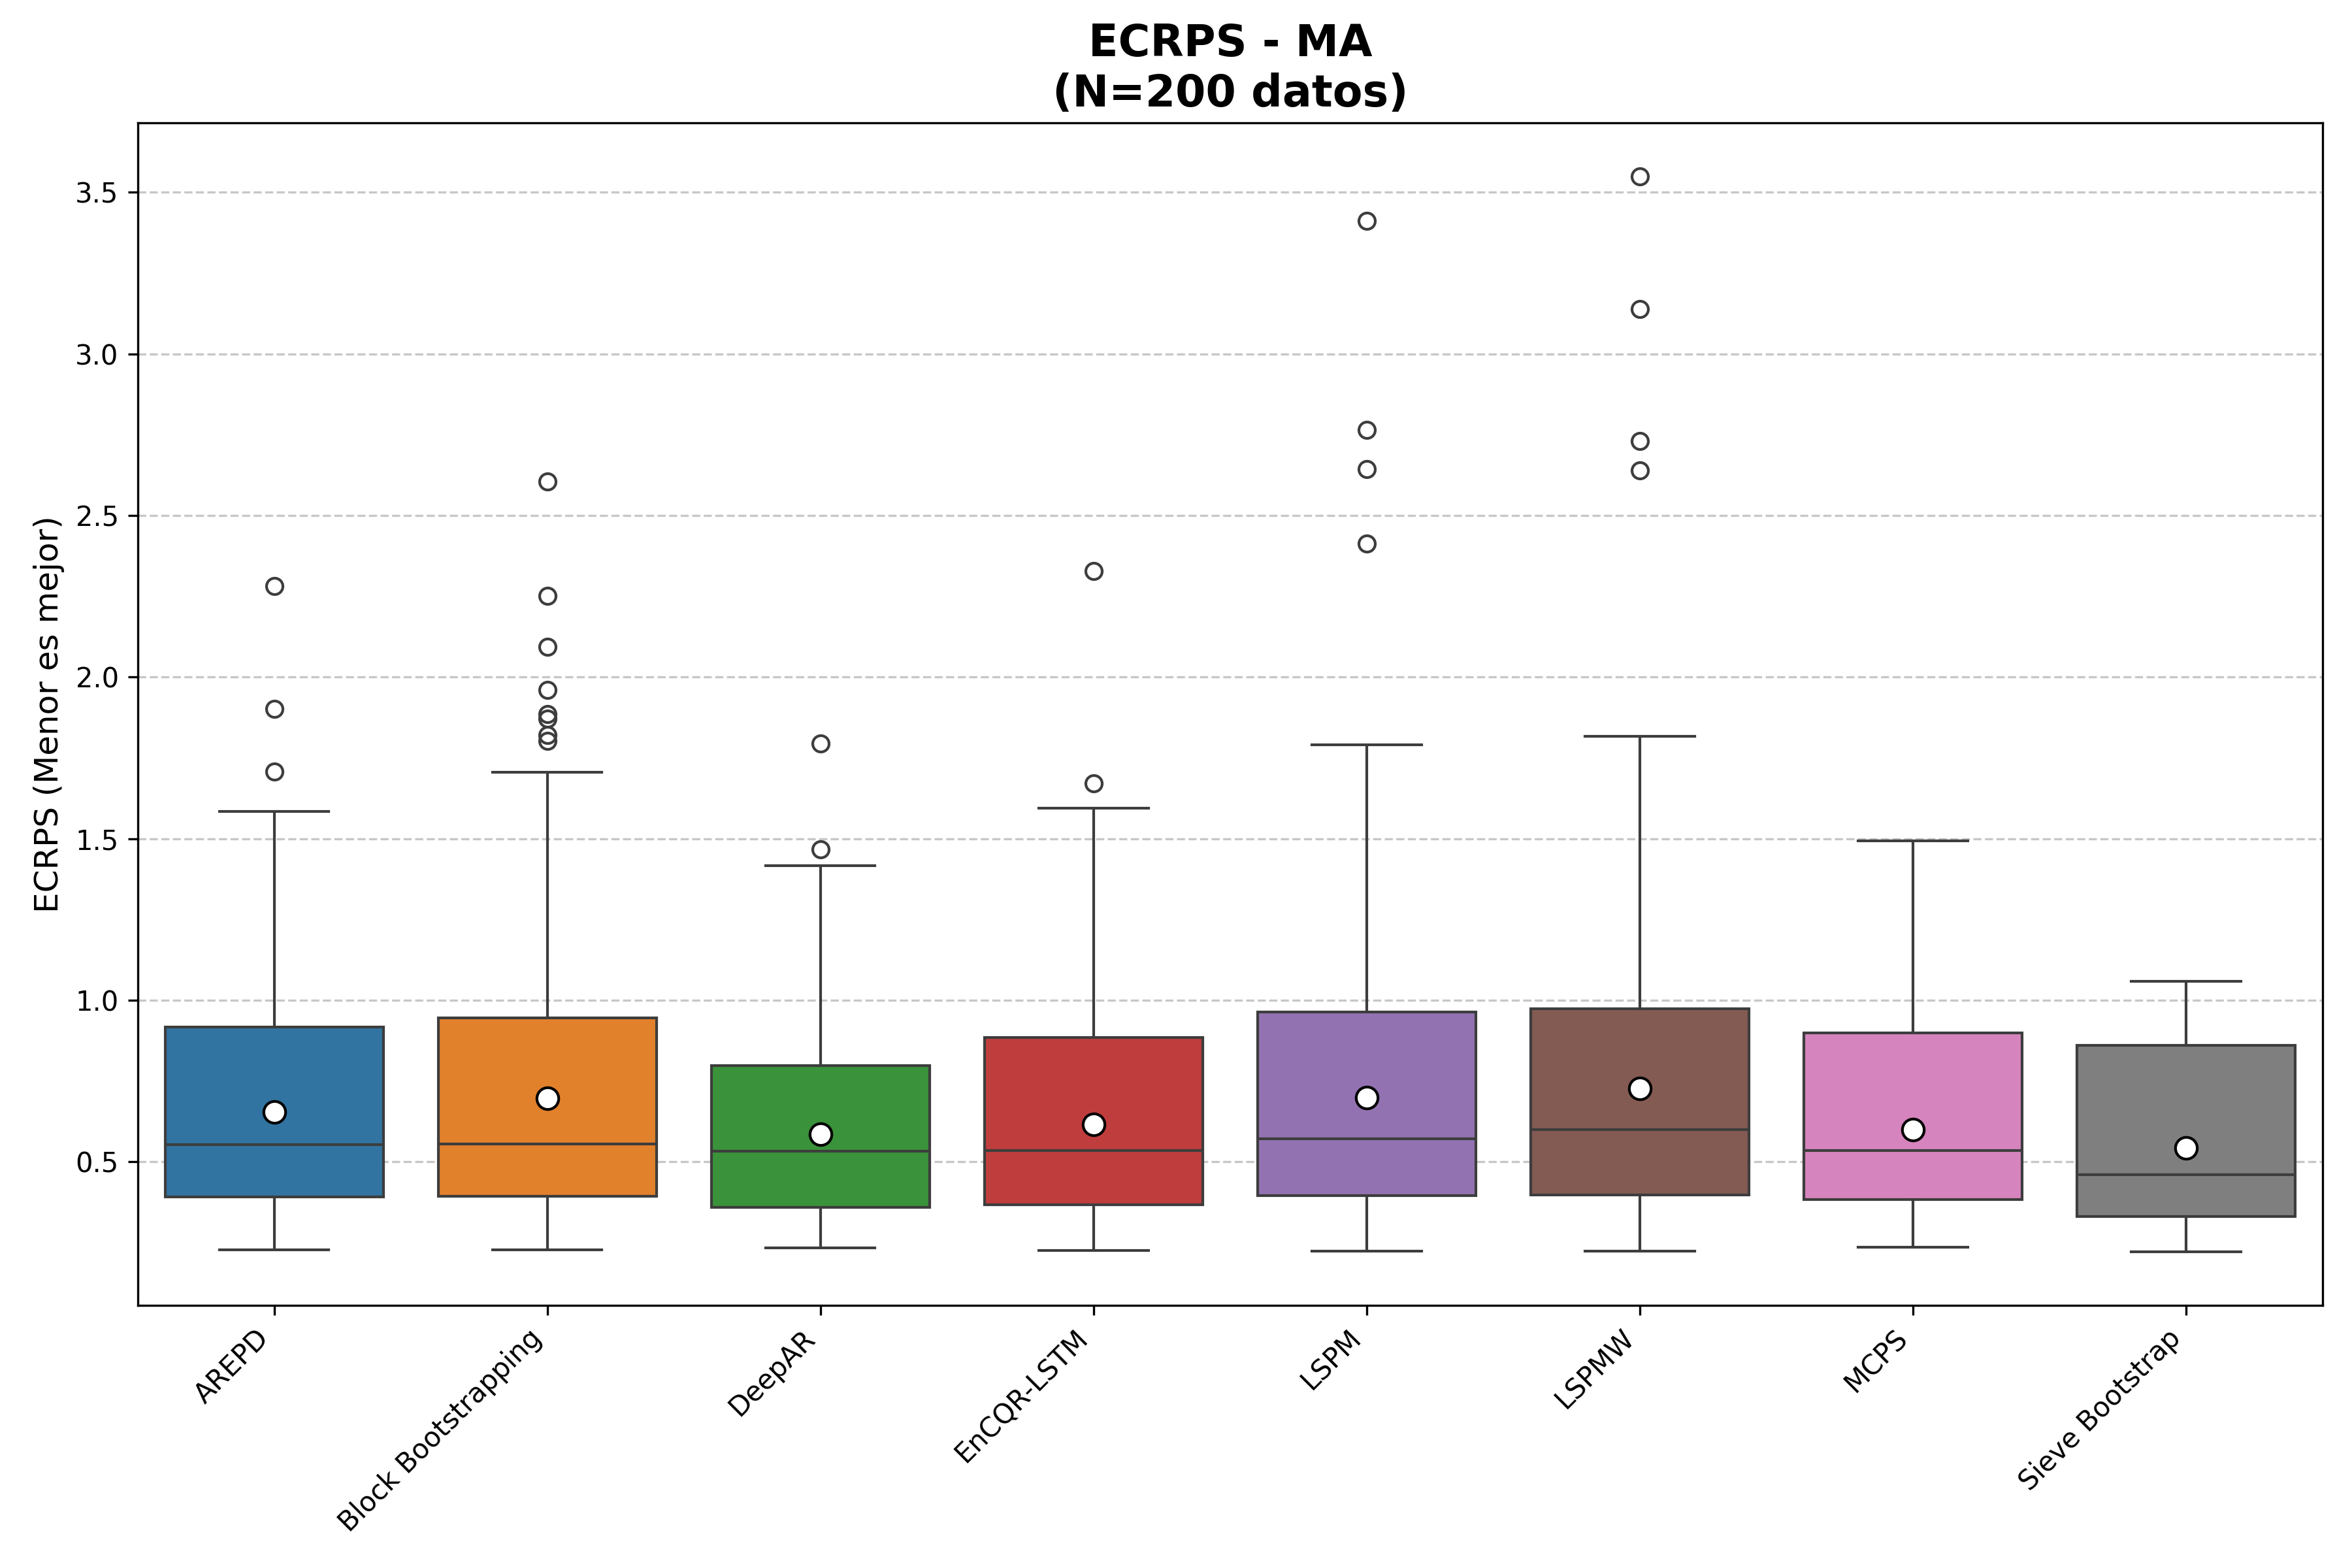 ECRPS - MA
(N=200 datos)
ECRPS (Menor es mejor)
3.5
3.0
2.5
2.0
1.5
1.0
0.5
AREPD
Block Bootstrapping
DeepAR
EnCQR-LSTM
LSPM
LSPMW
MCPS
Sieve Bootstrap